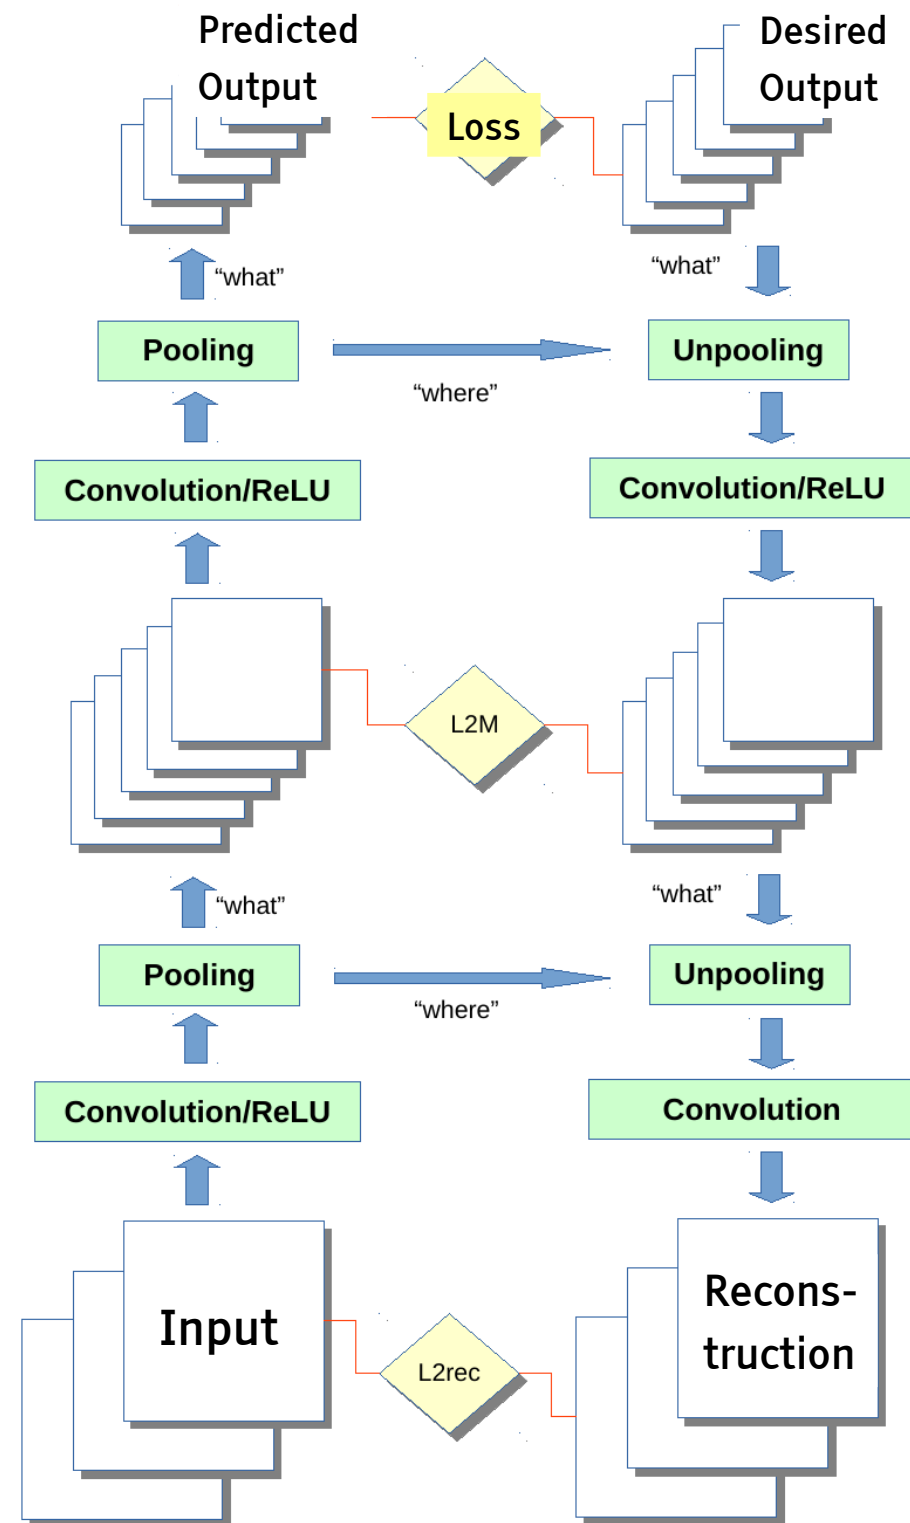 Predicted
Output
Desired
Output
Loss
“what”
“what”
Pooling
Unpooling
“where”
Convolution/ReLU
Convolution/ReLU
L2M
“what”
“what”
Pooling
Unpooling
“where”
Convolution/ReLU
Convolution
Input
Recons-
truction
L2rec